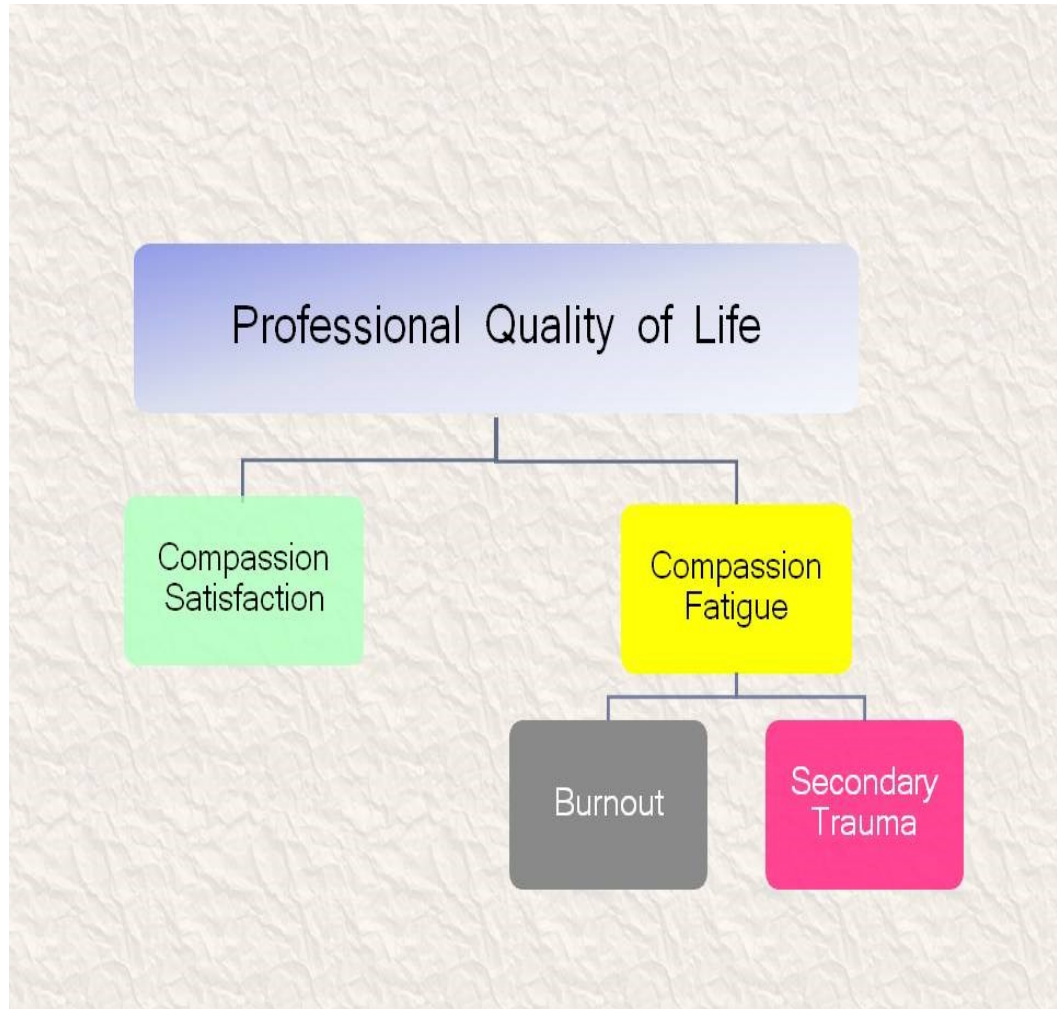 Professional Quality of Life
Compassion
Satisfaction
Compassion
Fatigue
Burnout
Secondary
Trauma